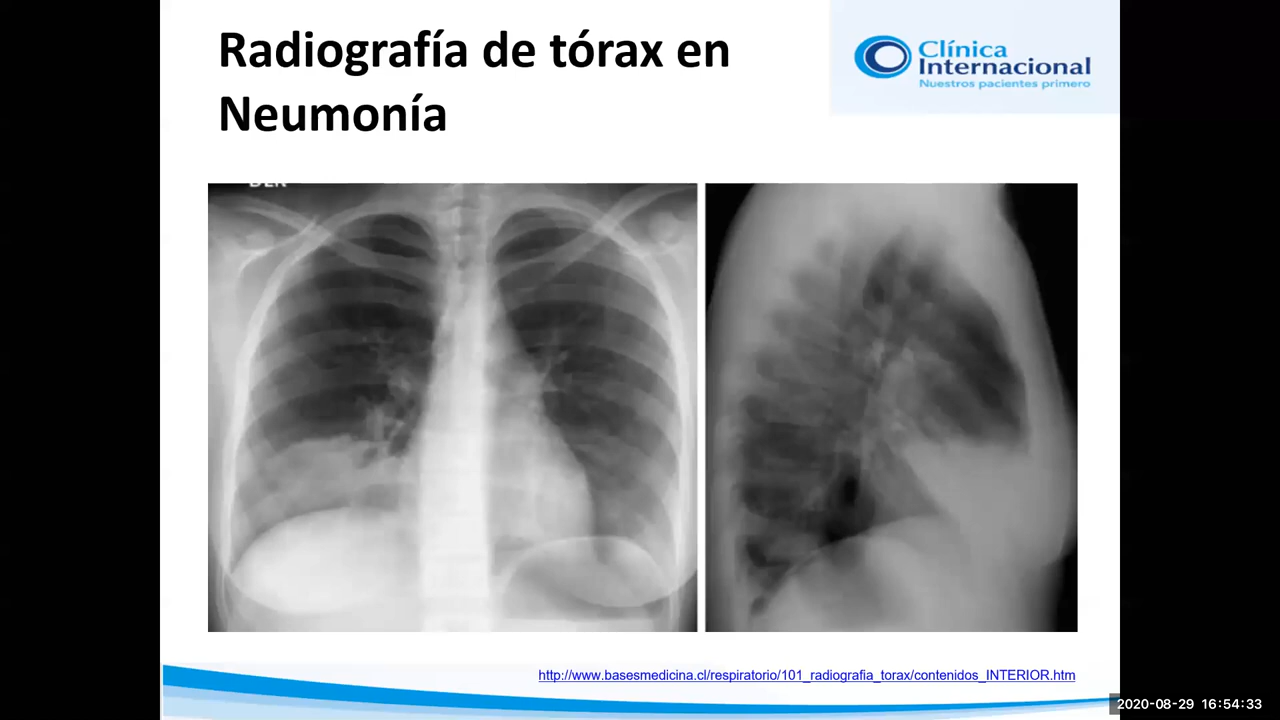 Radiografía de tórax en
Neumonía
Clínica
Internacional
Nuestros pacientes primero
DER
http://www.basesmedicina.cl/respiratorio/101_radiografia_torax/contenidos_INTERIOR.htm
2020-08-29 16:54:33